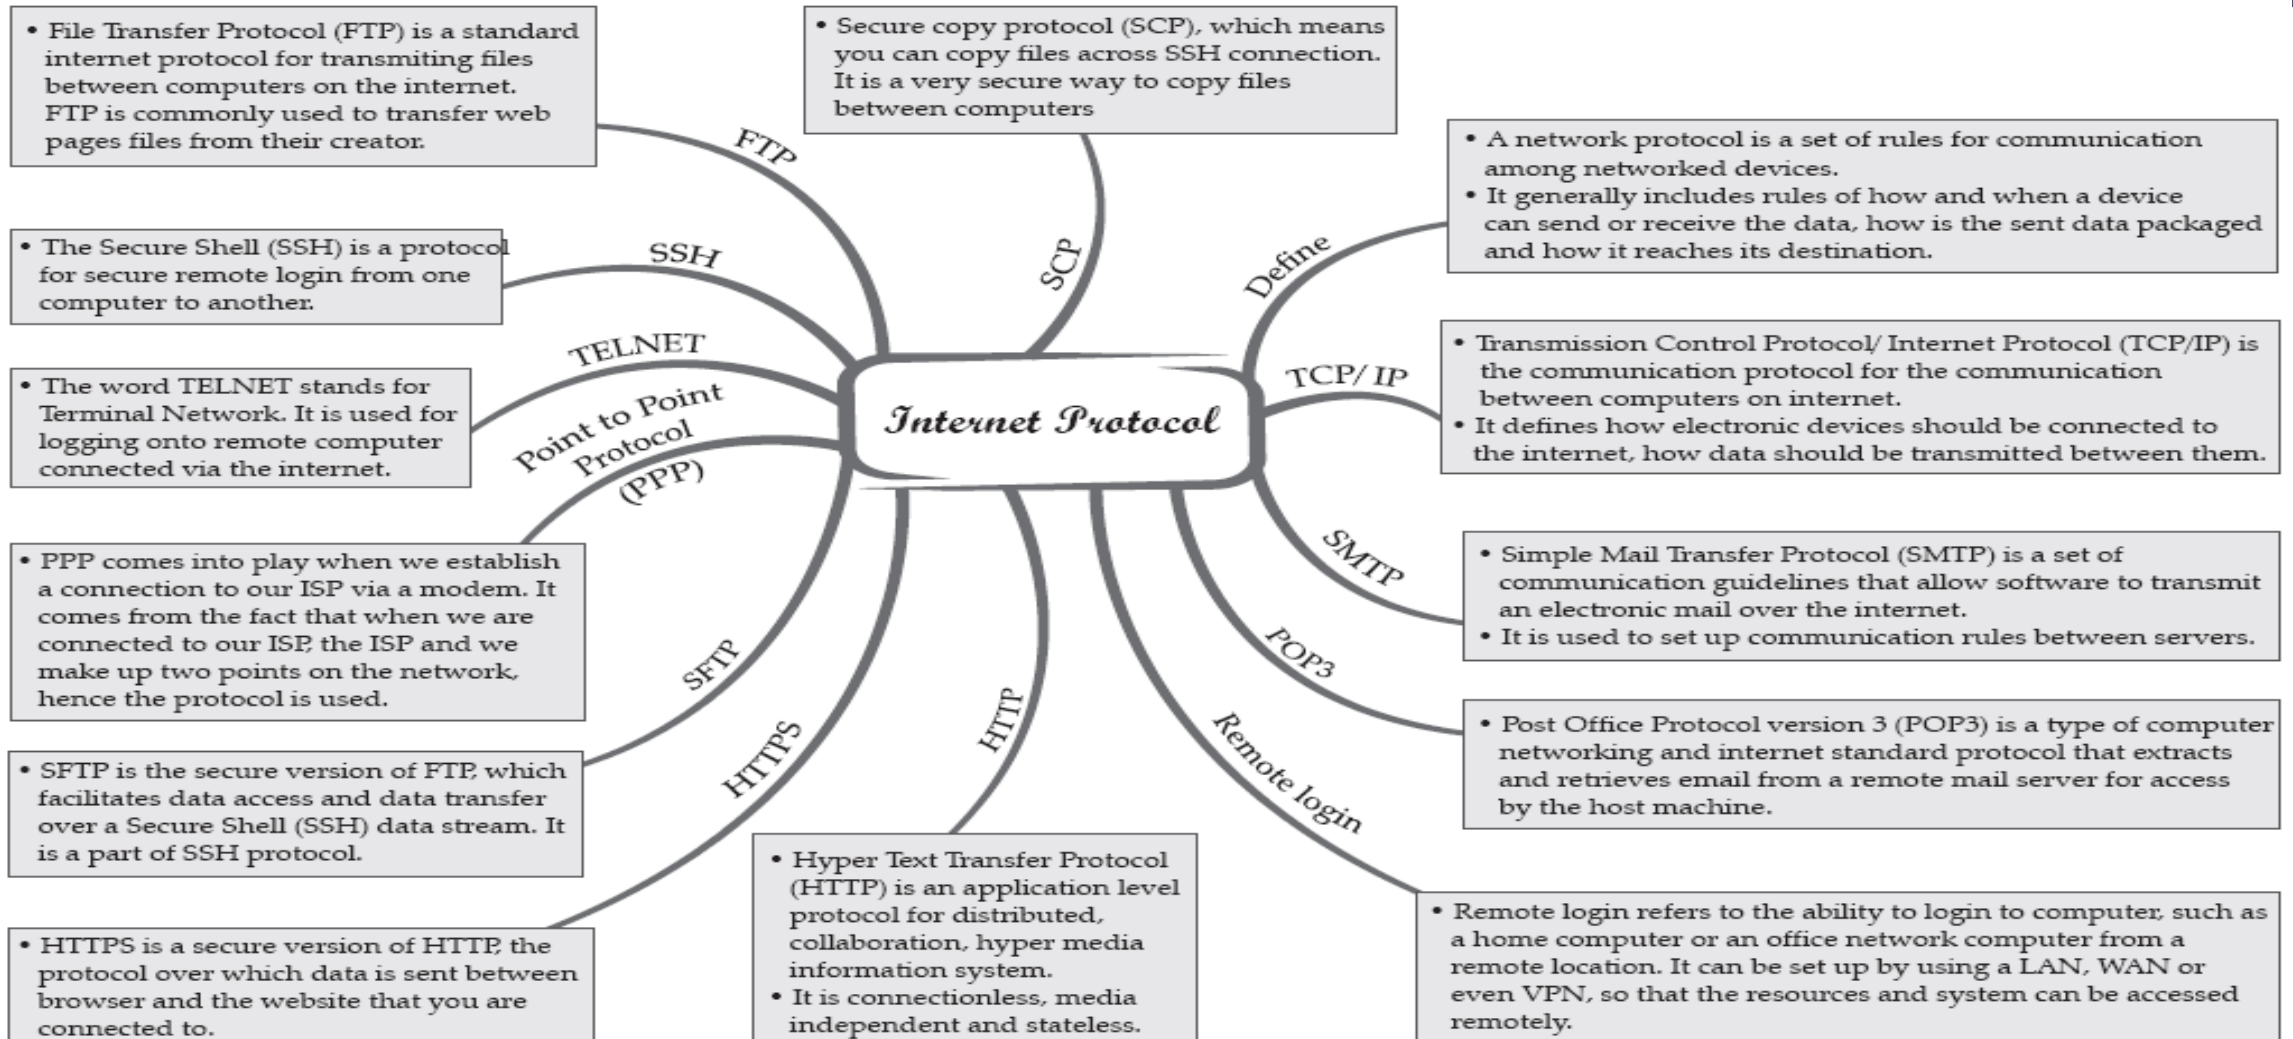 • File Transfer Protocol (FTP) is a standard
internet protocol for transmiting files
between computers on the internet.
FTP is commonly used to transfer web
pages files from their creator.
FTP
• Secure copy protocol (SCP), which means
you can copy files across SSH connection.
It is a very secure way to copy files
between computers
SCP
• A network protocol is a set of rules for communication
among networked devices.
• It generally includes rules of how and when a device
can send or receive the data, how is the sent data packaged
and how it reaches its destination.
Define
• The Secure Shell (SSH) is a protocol
for secure remote login from one
computer to another.
SSH
• Transmission Control Protocol/ Internet Protocol (TCP/IP) is
the communication protocol for the communication
between computers on internet.
• It defines how electronic devices should be connected to
the internet, how data should be transmitted between them.
TCP/ IP
• The word TELNET stands for
Terminal Network. It is used for
logging onto remote computer
connected via the internet.
TELNET
Internet Protocol
Point to Point
Protocol
(PPP)
• PPP comes into play when we establish
a connection to our ISP via a modem. It
comes from the fact that when we are
connected to our ISP, the ISP and we
make up two points on the network,
hence the protocol is used.
SMTP
• Simple Mail Transfer Protocol (SMTP) is a set of
communication guidelines that allow software to transmit
an electronic mail over the internet.
• It is used to set up communication rules between servers.
POP3
• Post Office Protocol version 3 (POP3) is a type of computer
networking and internet standard protocol that extracts
and retrieves email from a remote mail server for access
by the host machine.
SFTP
• SFTP is the secure version of FTP, which
facilitates data access and data transfer
over a Secure Shell (SSH) data stream. It
is a part of SSH protocol.
HTTPS
• HTTPS is a secure version of HTTP, the
protocol over which data is sent between
browser and the website that you are
connected to.
HTTP
• Hyper Text Transfer Protocol
(HTTP) is an application level
protocol for distributed,
collaboration, hyper media
information system.
• It is connectionless, media
independent and stateless.
Remote login
• Remote login refers to the ability to login to computer, such as
a home computer or an office network computer from a
remote location. It can be set up by using a LAN, WAN or
even VPN, so that the resources and system can be accessed
remotely.